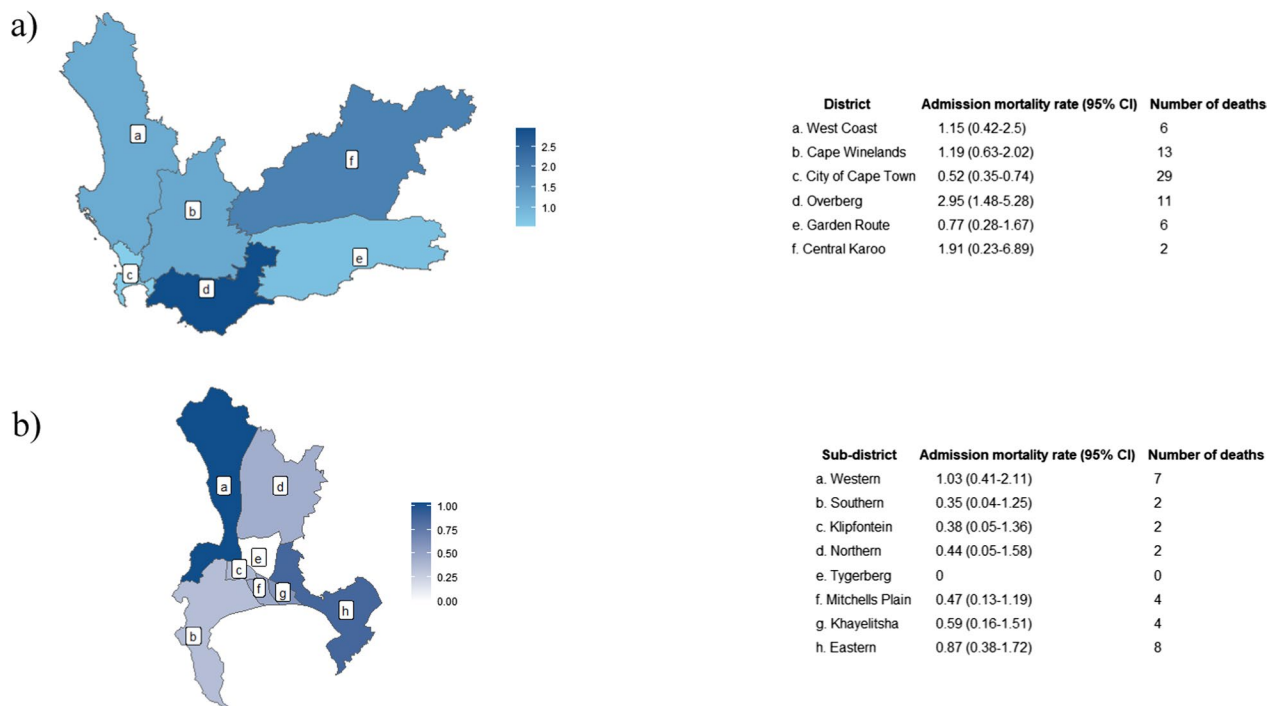 a)
a
b
c
d
e
f
2.5
2.0
1.5
1.0
District Admission mortality rate (95% CI) Number of deaths
a. West Coast 1.15 (0.42-2.5) 6
b. Cape Winelands 1.19 (0.63-2.02) 13
c. City of Cape Town 0.52 (0.35-0.74) 29
d. Overberg 2.95 (1.48-5.28) 11
e. Garden Route 0.77 (0.28-1.67) 6
f. Central Karoo 1.91 (0.23-6.89) 2
b)
a
d
e
c
f
g
h
b
1.00
0.75
0.50
0.25
0.00
Sub-district Admission mortality rate (95% CI) Number of deaths
a. Western 1.03 (0.41-2.11) 7
b. Southern 0.35 (0.04-1.25) 2
c. Klipfontein 0.38 (0.05-1.36) 2
d. Northern 0.44 (0.05-1.58) 2
e. Tygerberg 0 0
f. Mitchells Plain 0.47 (0.13-1.19) 4
g. Khayelitsha 0.59 (0.16-1.51) 4
h. Eastern 0.87 (0.38-1.72) 8